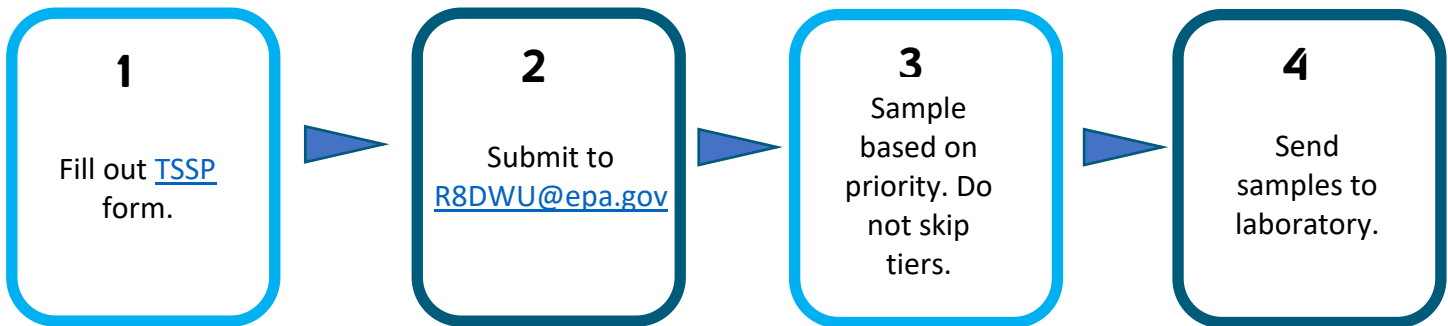 1
Fill out TSSP
form.
2
Submit to
R8DWU@epa.gov
3
Sample
based on
priority. Do
not skip
tiers.
4
Send
samples to
laboratory.